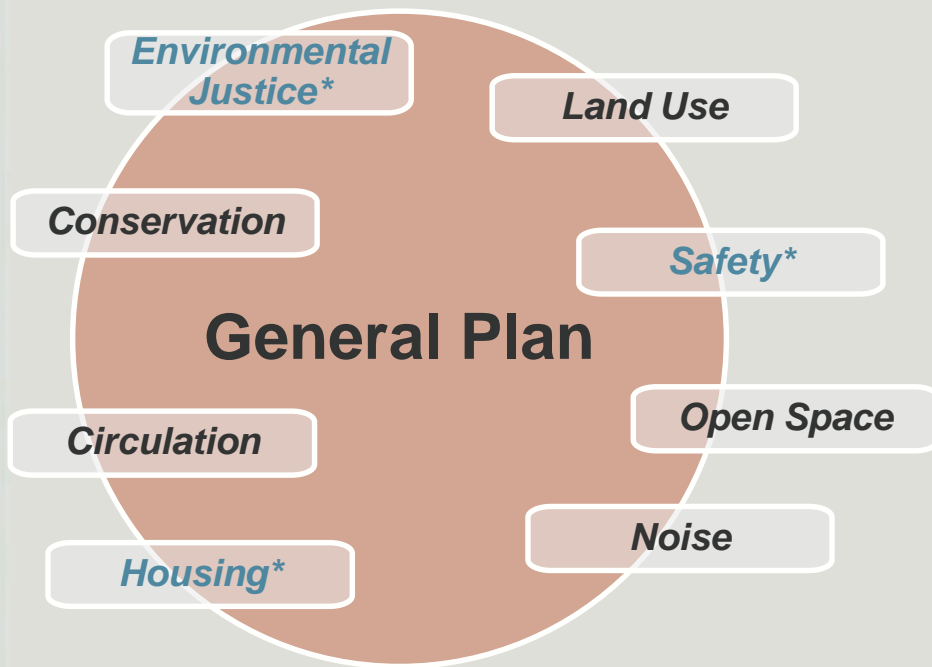 Environmental
Justice*
Land Use
Conservation
Safety*
General Plan
Open Space
Circulation
Noise
Housing*